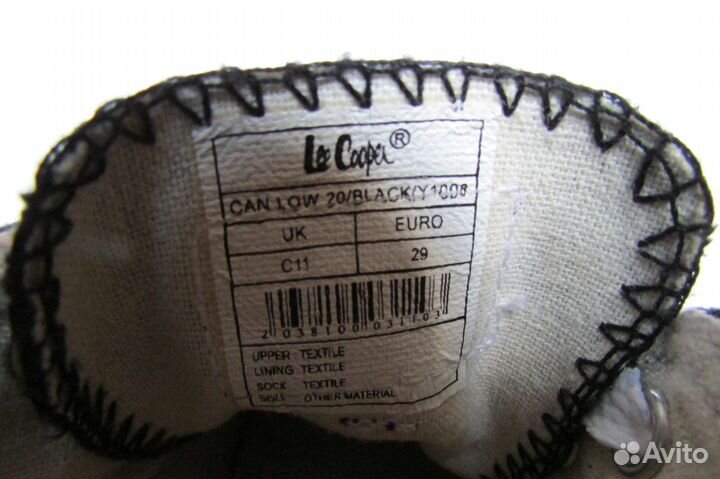 Lee Cooper®
CAN LOW 20/BLACK/Y1008
UK EURO
C11 29
2038100031103
UPPER : TEXTILE
LINING : TEXTILE
SOCK : TEXTILE
SOLL : OTHER MATERIAL
Avito